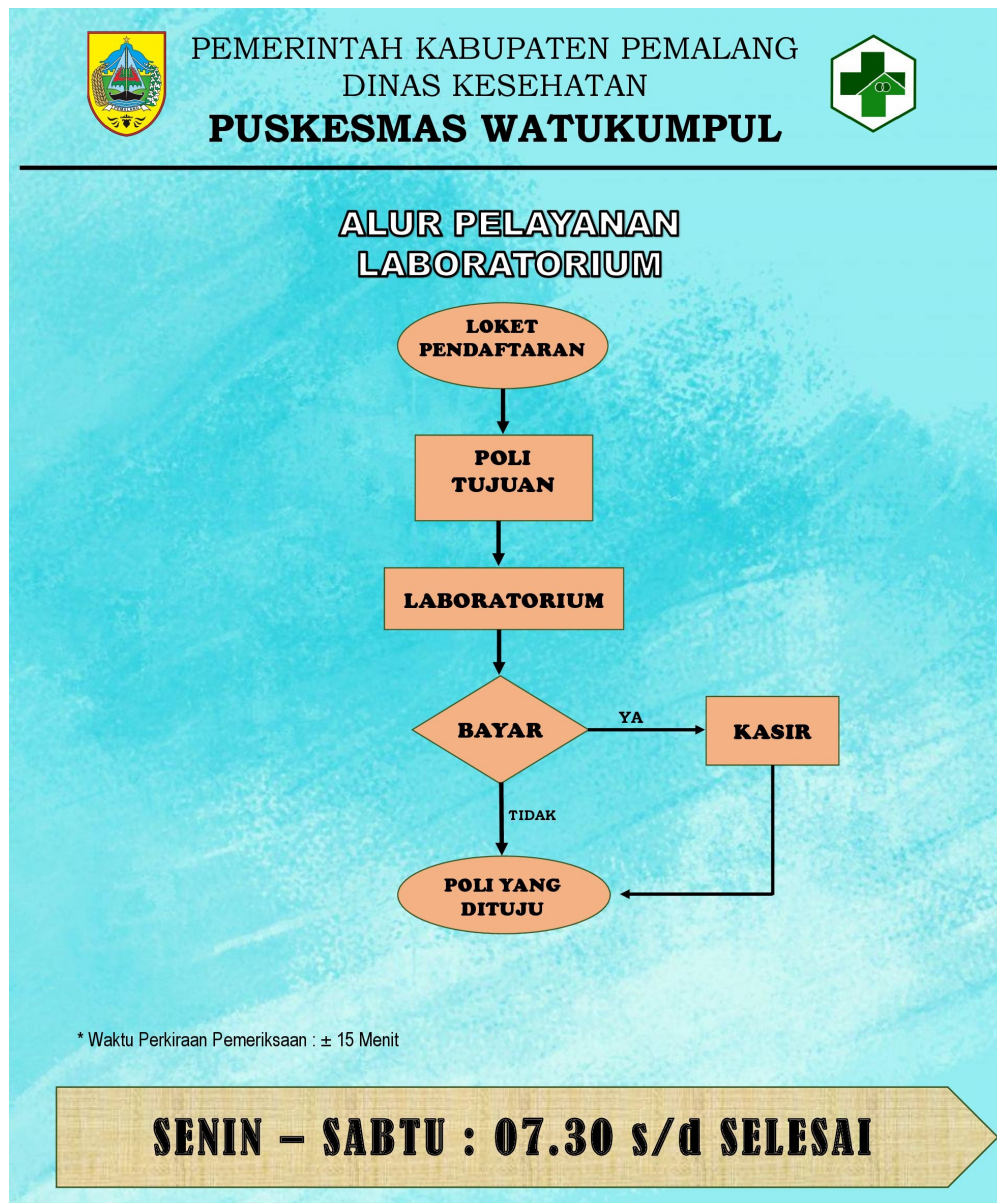 PEMERINTAH KABUPATEN PEMALANG
DINAS KESEHATAN
PUSKESMAS WATUKUMPUL
PEMALANG
ALUR PELAYANAN
LABORATORIUM
LOKET
PENDAFTARAN
POLI
TUJUAN
LABORATORIUM
BAYAR
YA
KASIR
TIDAK
POLI YANG
DITUJU
* Waktu Perkiraan Pemeriksaan : ± 15 Menit
SENIN – SABTU : 07.30 s/d SELESAI